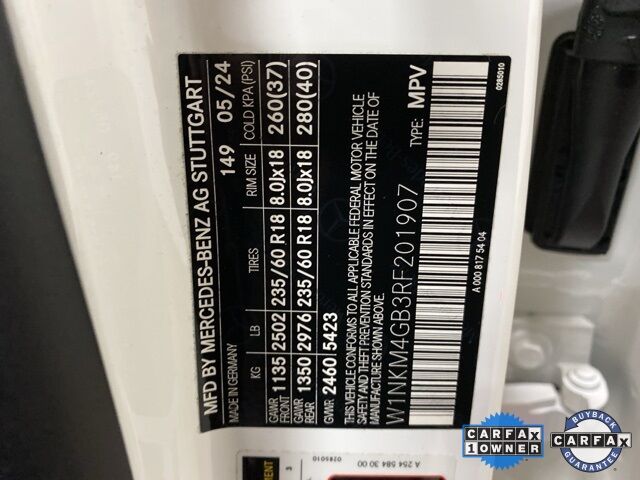 MFD BY MERCEDES-BENZ AG STUTTGART
MADE IN GERMANY 149 05/24
KG LB TIRES RIM SIZE COLD KPA (PSI)
GAWR FRONT 1135 2502 235/60 R18 8.0Jx18 260(37)
GAWR REAR 1350 2976 235/60 R18 8.0Jx18 280(40)
GVWR 2460 5423
THIS VEHICLE CONFORMS TO ALL APPLICABLE FEDERAL MOTOR VEHICLE
SAFETY AND THEFT PREVENTION STANDARDS IN EFFECT ON THE DATE OF
MANUFACTURE SHOWN ABOVE.
W1NKM4GB3RF201907 TYPE: MPV
A 000 817 54 04
0285010
0285010
A 254 584 30 00
3
CARFAX
1 OWNER
BUYBACK
CARFAX
GUARANTEE